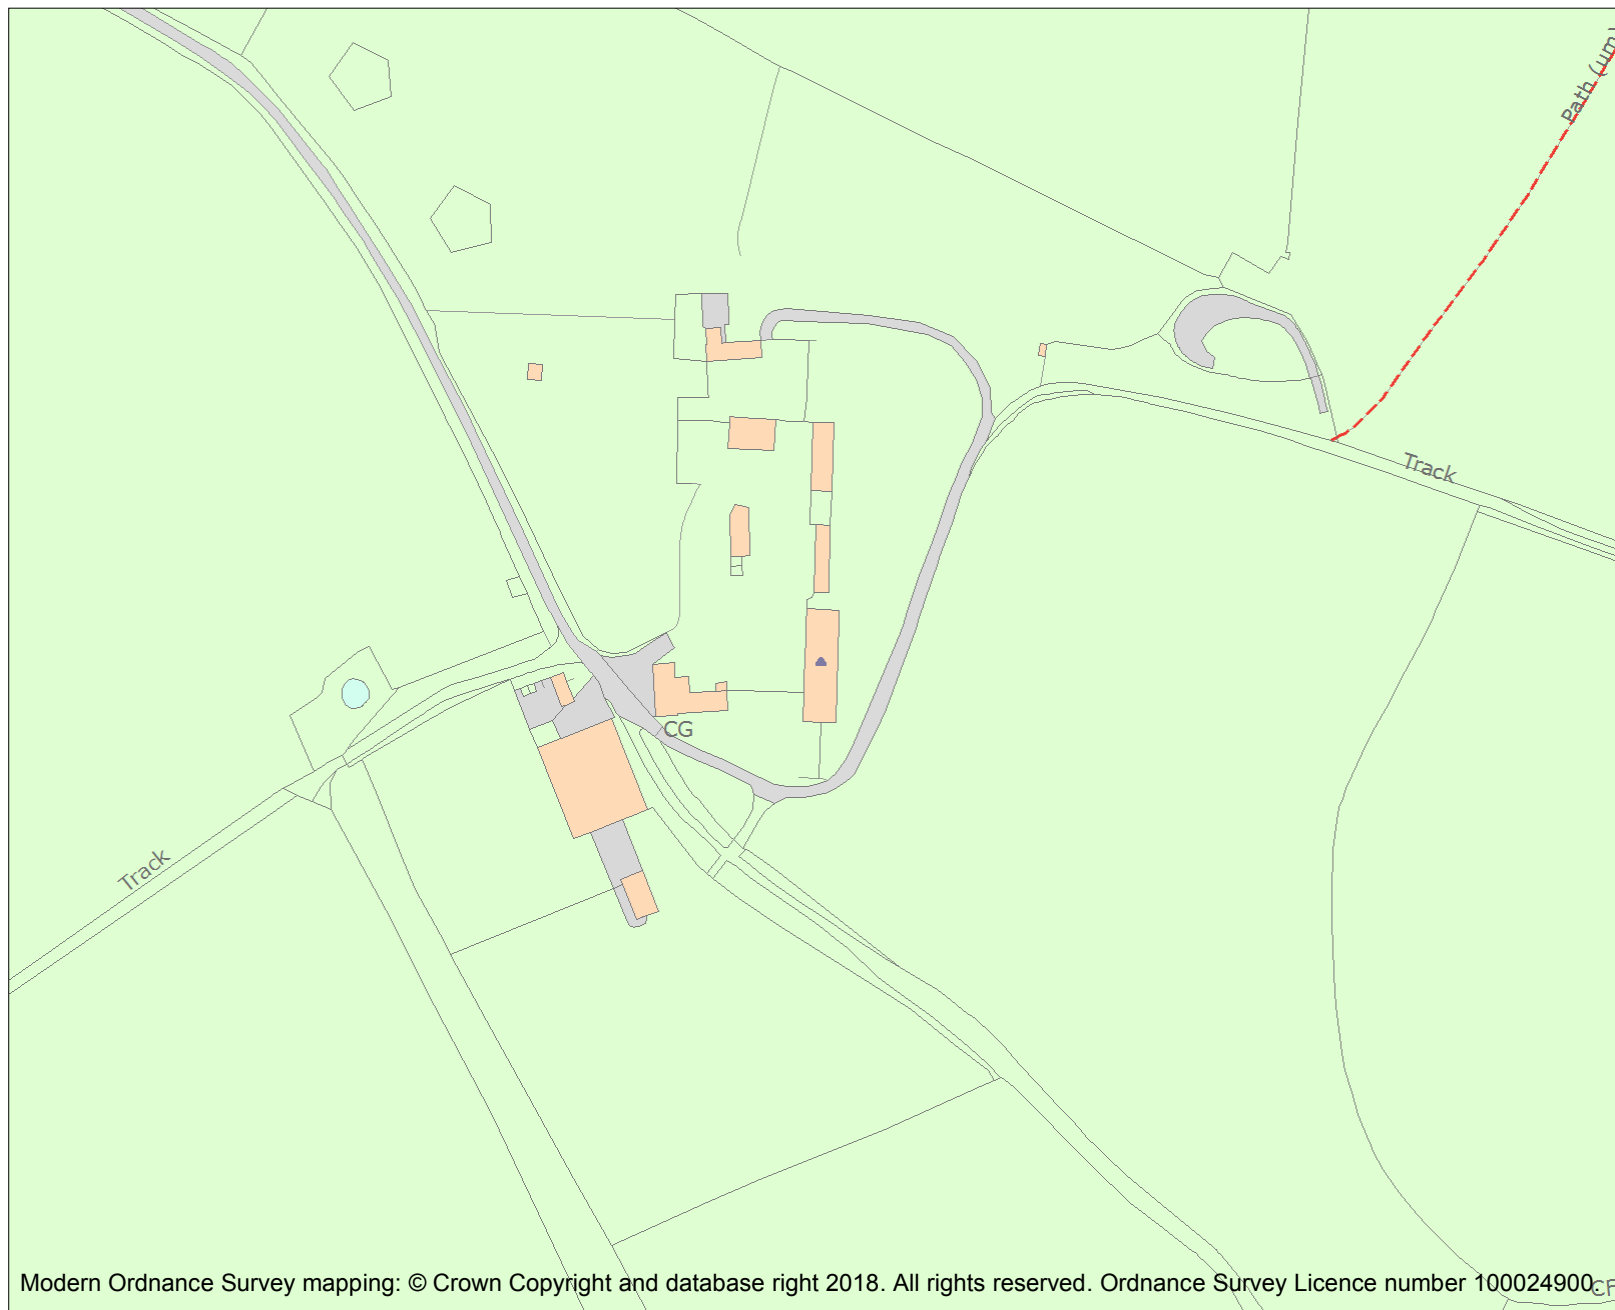 Path (um)
Track
CG
Track
Modern Ordnance Survey mapping: © Crown Copyright and database right 2018. All rights reserved. Ordnance Survey Licence number 100024900.